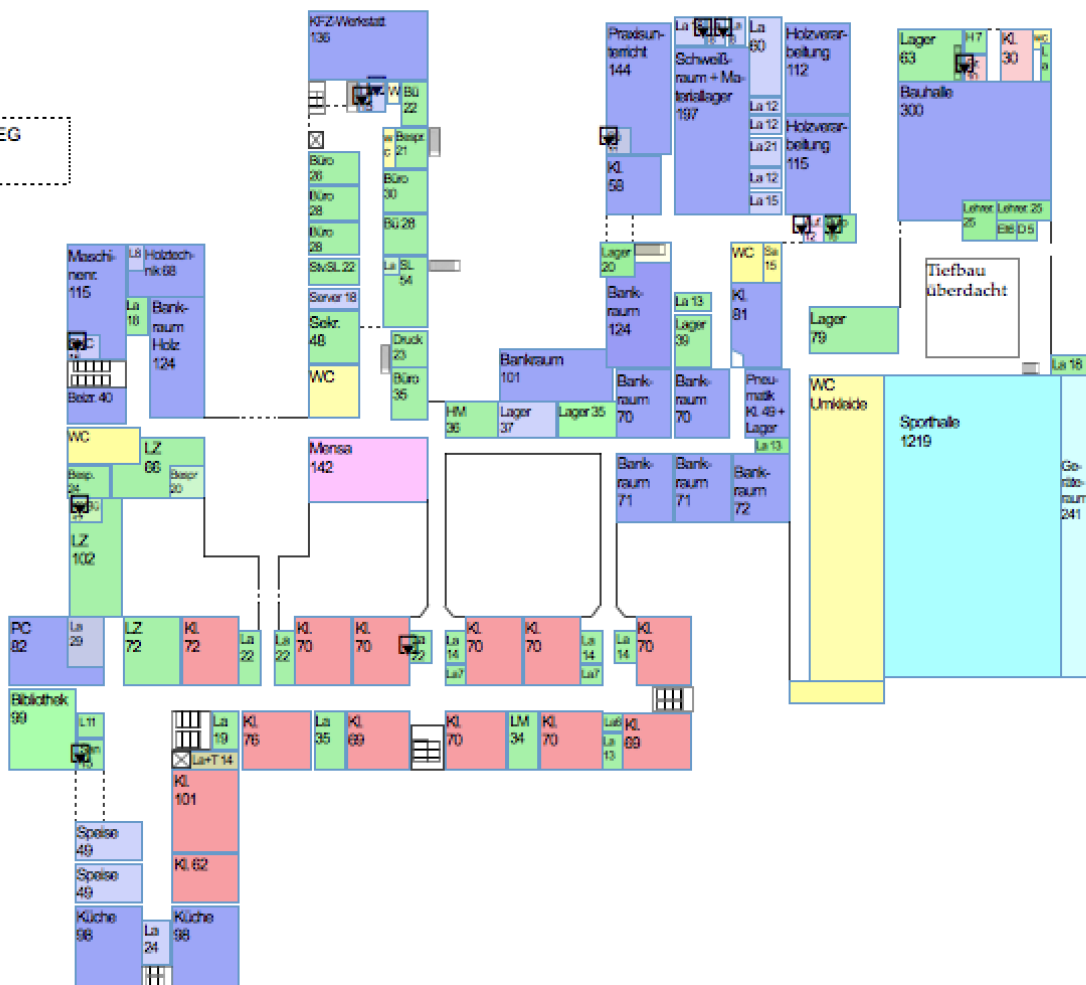 EG
KFZ-Werkstatt
136
W
Bü
22
W
C
Bespr.
21
Büro
26
Büro
30
Büro
28
Bü 28
Büro
28
StvSL 22
La
SL
54
Server 18
Sekr.
48
Druck
23
WC
Büro
35
Praxisun-
terricht
144
Kl.
58
Schweiß-
raum + Ma-
teriallager
197
La
60
La 12
La 12
La 21
La 12
La 15
Holzverar-
beitung
112
Holzverar-
beitung
115
12
Lager
63
H 7
Kl.
30
WC
L
a
Bauhalle
300
Lehrer.
25
Lehrer. 25
El 6
D 5
Tiefbau
überdacht
Lager
79
La 18
Maschi-
nenr.
115
L8
Holztech-
nik 68
La
18
Bank-
raum
Holz
124
Beizr. 40
Lager
20
Bank-
raum
124
La 13
Lager
39
WC
Sa
15
Kl.
81
Bankraum
101
HM
36
Lager
37
Lager 35
Bank-
raum
70
Bank-
raum
70
Pneu-
matik
Kl. 49 +
Lager
La 13
Bank-
raum
71
Bank-
raum
71
Bank-
raum
72
WC
Umkleide
Sporthalle
1219
Ge-
räte-
raum
241
WC
LZ
66
Besp.
24
Bespr
20
LZ
102
Mensa
142
PC
82
La
29
LZ
72
Kl.
72
La
22
La
22
Kl.
70
Kl.
70
La
14
La7
Kl.
70
Kl.
70
La
14
La7
La
14
Kl.
70
Bibliothek
99
L11
La
19
La+T 14
Kl.
76
La
35
Kl.
69
Kl.
70
LM
34
Kl.
70
La6
La
13
Kl.
69
Kl.
101
Kl. 62
Speise
49
Speise
49
Küche
98
La
24
Küche
98